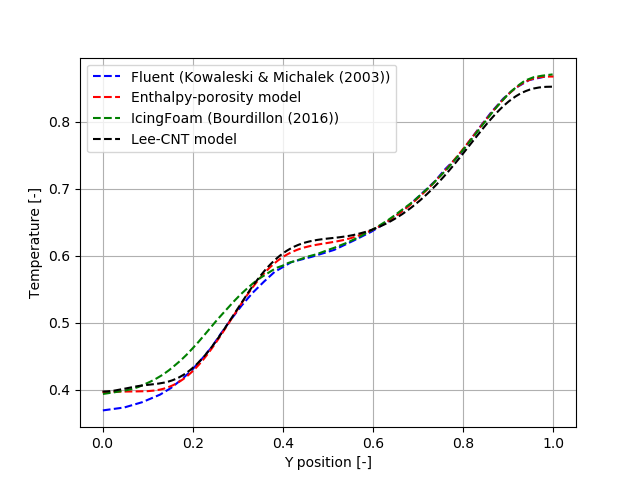 Fluent (Kowaleski & Michalek (2003))
Enthalpy-porosity model
IcingFoam (Bourdillon (2016))
Lee-CNT model
0.8
0.7
0.6
0.5
0.4
Temperature [-]
0.0 0.2 0.4 0.6 0.8 1.0
Y position [-]